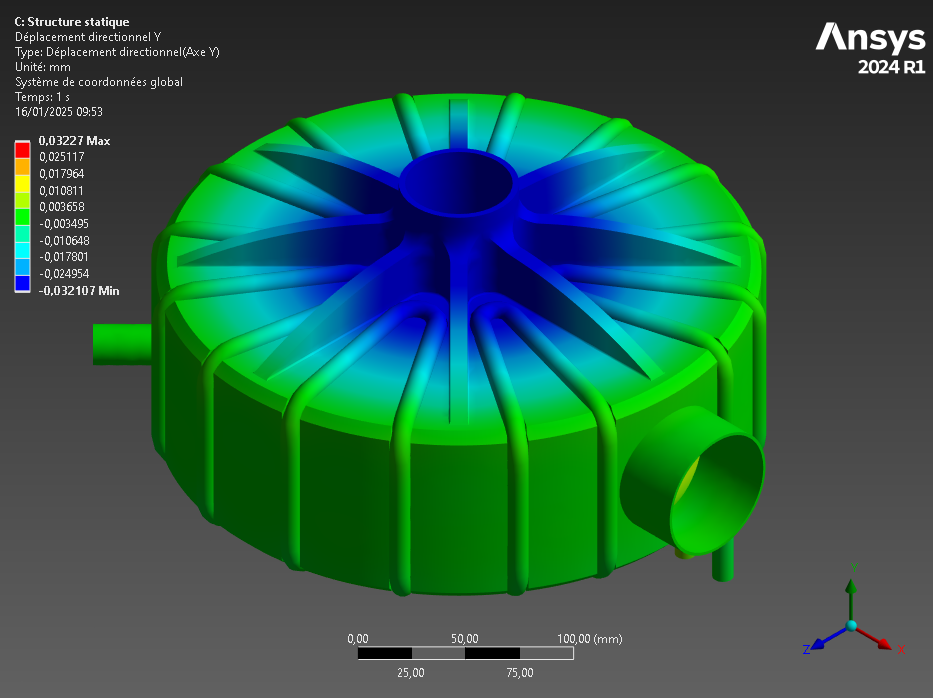 C: Structure statique
Déplacement directionnel Y
Type: Déplacement directionnel(Axe Y)
Unité: mm
Système de coordonnées global
Temps: 1 s
16/01/2025 09:53
Ansys
2024 R1
0,03227 Max
0,025117
0,017964
0,010811
0,003658
-0,003495
-0,010648
-0,017801
-0,024954
-0,032107 Min
0,00 50,00 100,00 (mm)
25,00 75,00
Y
Z X